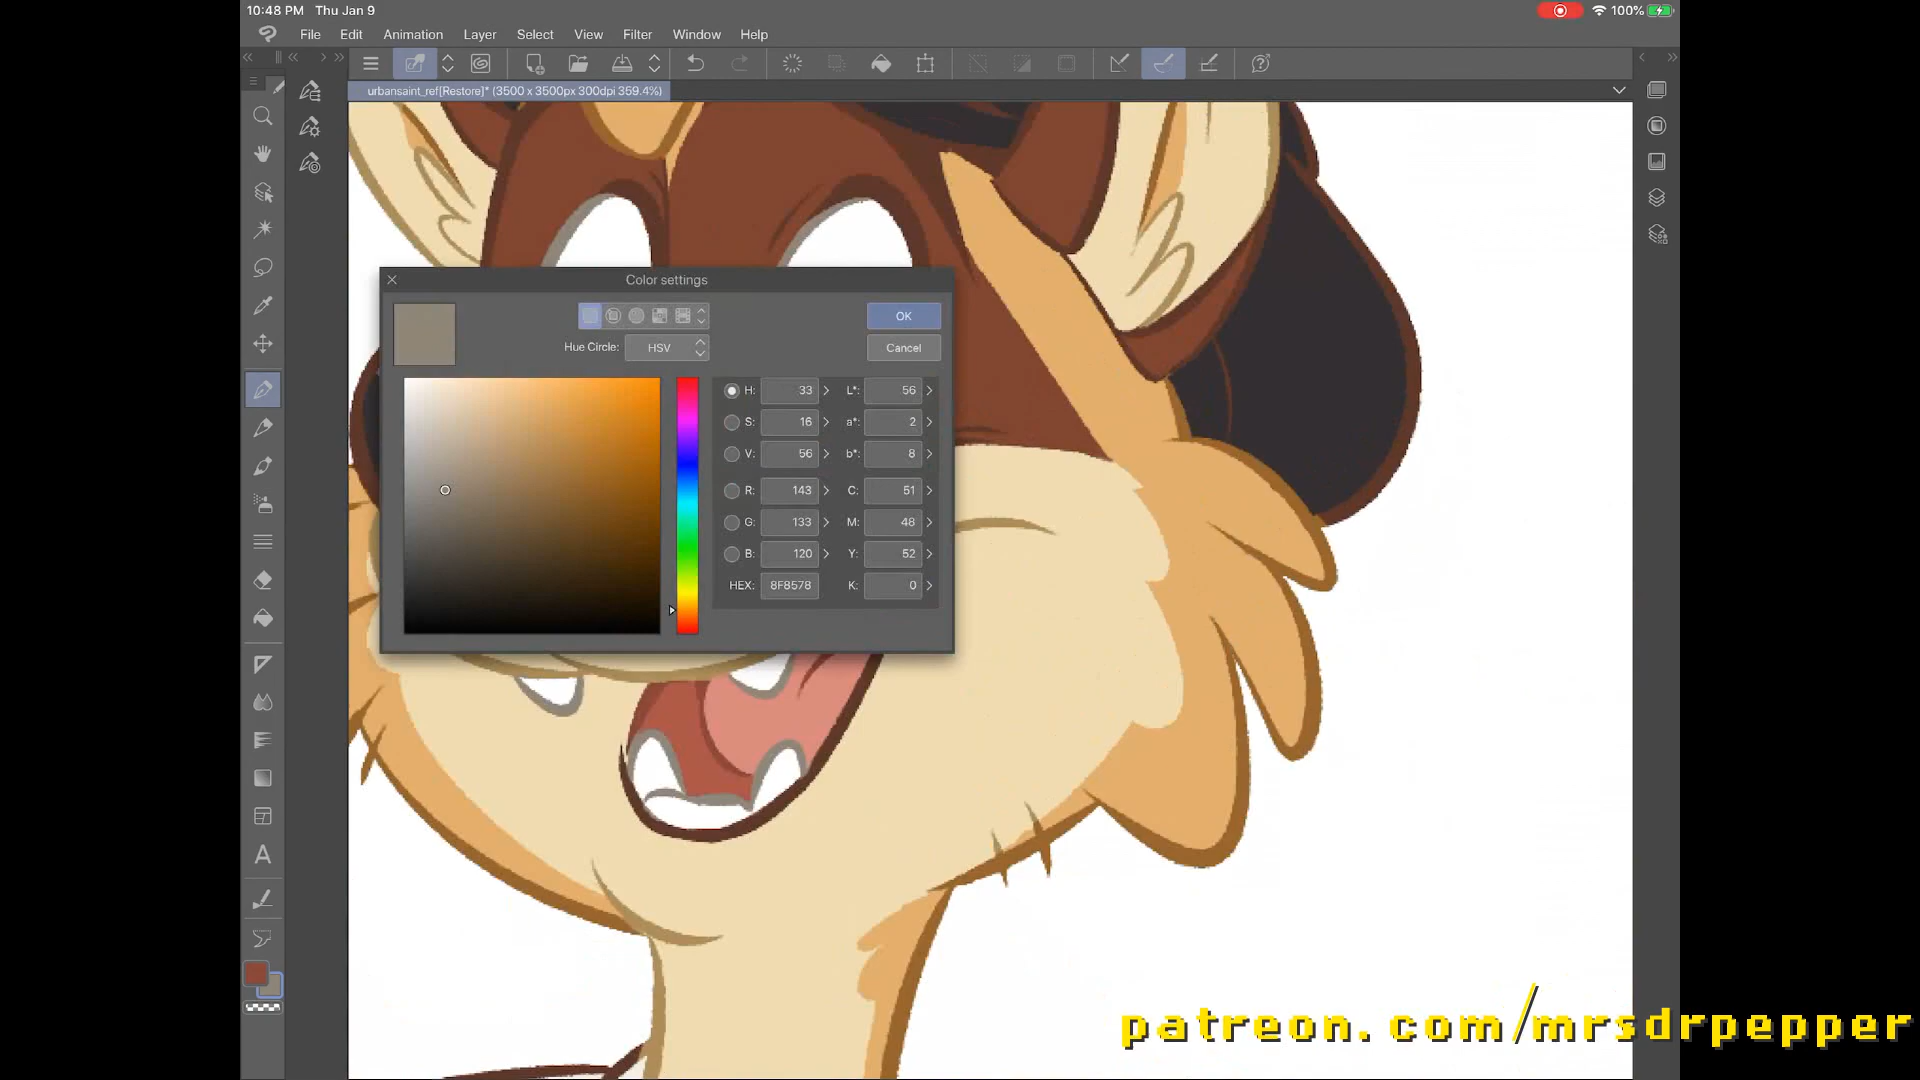 10:48 PM Thu Jan 9
100%
File Edit Animation Layer Select View Filter Window Help
urbansaint_ref[Restore]* (3500 x 3500px 300dpi 359.4%)
Color settings
OK
Hue Circle: HSV
Cancel
H: 33 L*: 56
S: 16 a*: 2
V: 56 b*: 8
R: 143 C: 51
G: 133 M: 48
B: 120 Y: 52
HEX: 8F8578 K: 0
patreon.com/mrsdrpepper